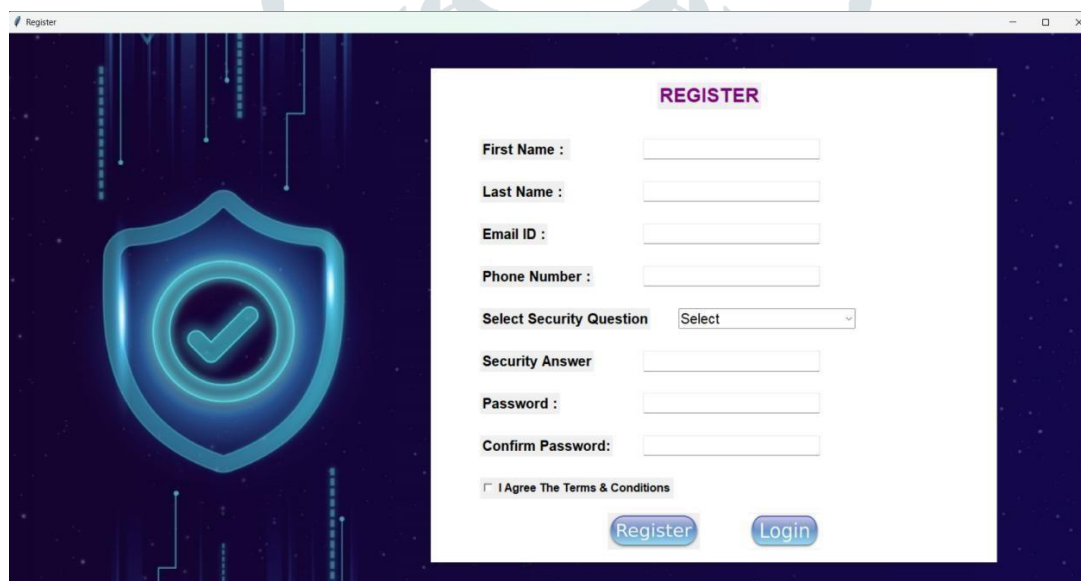 Register
REGISTER
First Name :
Last Name :
Email ID :
Phone Number :
Select Security Question Select
Security Answer
Password :
Confirm Password:
I Agree The Terms & Conditions
Register Login